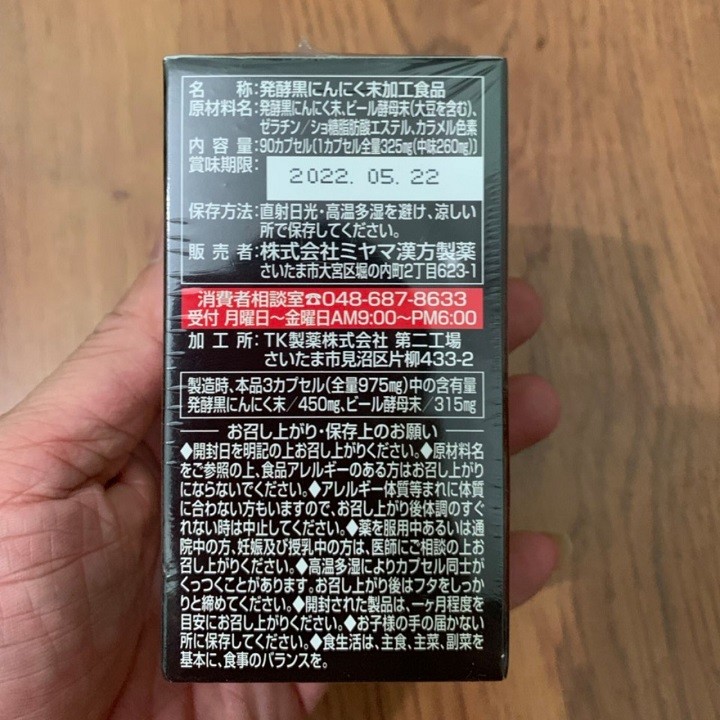 名　称:発酵黒にんにく末加工食品
原材料名:発酵黒にんにく末、ビール酵母末(大豆を含む)、
ゼラチン/ショ糖脂肪酸エステル、カラメル色素
内容量:90カプセル[1カプセル全量325mg(中味260mg)]
賞味期限:
2022. 05. 22
保存方法:直射日光・高温多湿を避け、涼しい
所で保存してください。
販売者:株式会社ミヤマ漢方製薬
さいたま市大宮区堀の内町2丁目623-1
消費者相談室☎048-687-8633
受付 月曜日〜金曜日AM9:00〜PM6:00
加工所:TK製薬株式会社 第二工場
さいたま市見沼区片柳433-2
製造時、本品3カプセル(全量975mg)中の含有量
発酵黒にんにく末/450mg、ビール酵母末/315mg
お召し上がり・保存上のお願い
◆開封日を明記の上お召し上がりください。◆原材料名
をご参照の上、食品アレルギーのある方はお召し上がり
にならないでください。◆アレルギー体質等まれに体質
に合わない方もいますので、お召し上がり後体調のすぐ
れない時は中止してください。◆薬を服用中あるいは通
院中の方、妊娠及び授乳中の方は、医師にご相談の上お
召し上がりください。◆高温多湿によりカプセル同士が
くっつくことがあります。お召し上がり後はフタをしっか
りと締めてください。◆開封された製品は、一ヶ月程度を
目安にお召し上がりください。◆お子様の手の届かない
所に保存してください。◆食生活は、主食、主菜、副菜を
基本に、食事のバランスを。